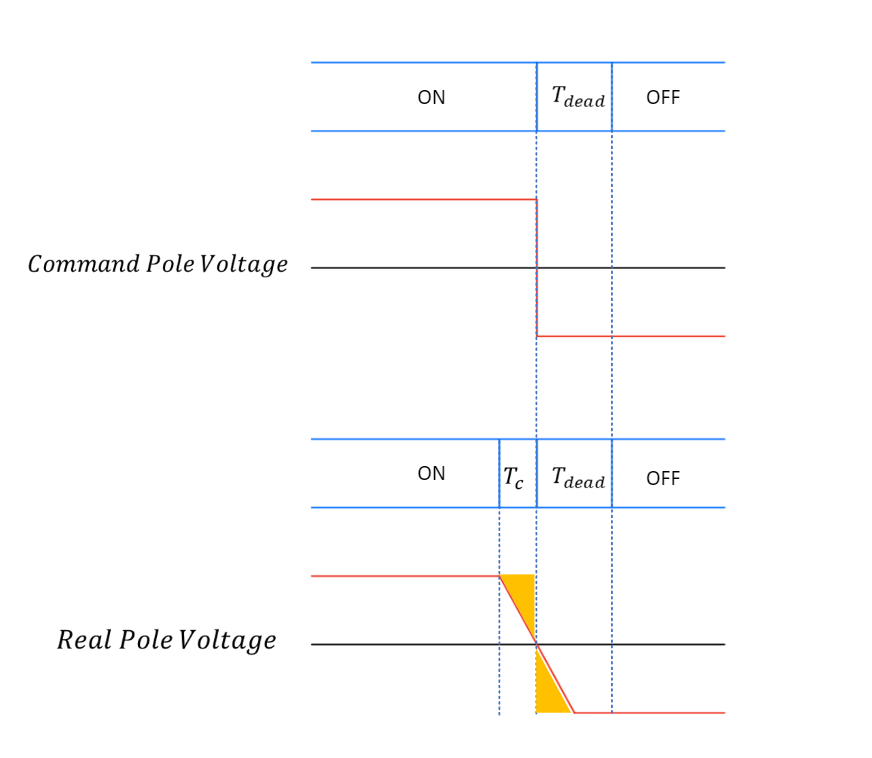 ON T_dead OFF
Command Pole Voltage
ON T_c T_dead OFF
Real Pole Voltage